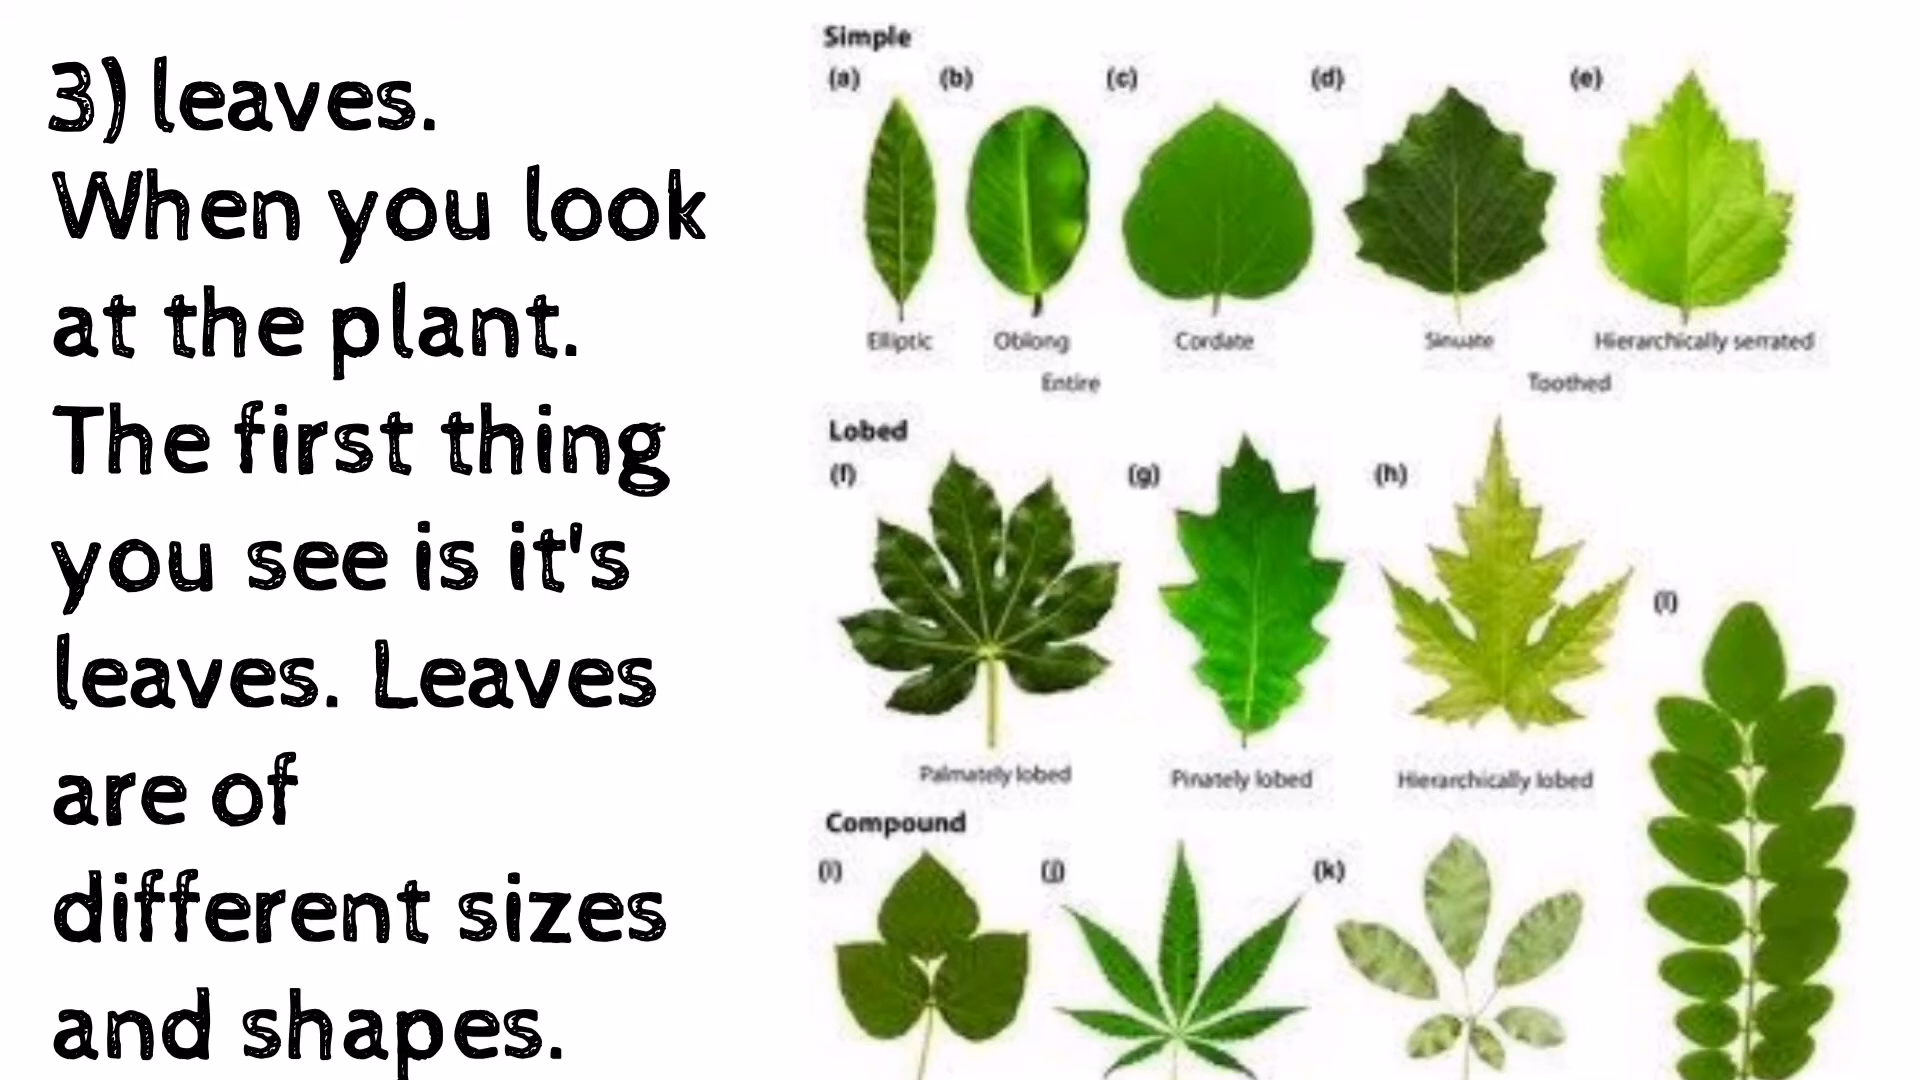 3) leaves.
When you look
at the plant.
The first thing
you see is it's
leaves. Leaves
are of
different sizes
and shapes.
Simple
(a) (b) (c) (d) (e)
Elliptic Oblong Cordate Sinuate Hierarchically serrated
Entire Toothed
Lobed
(f) (g) (h)
(l)
Palmately lobed Pinately lobed Hierarchically lobed
Compound
(i) (j) (k)